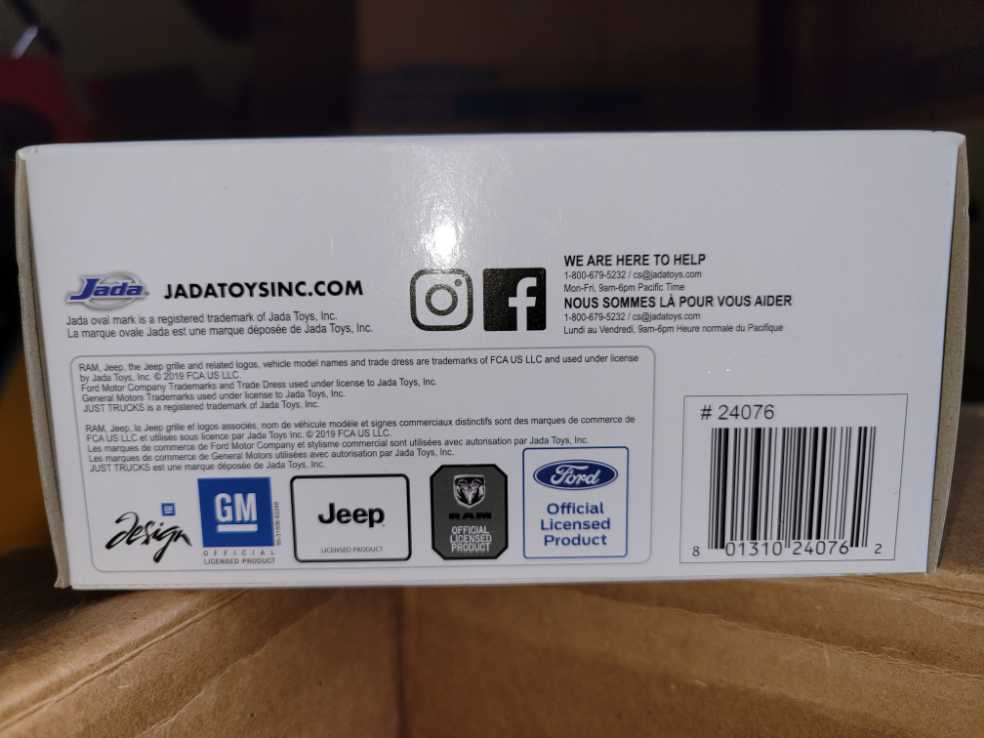 Jada JADATOYSINC.COM
Jada oval mark is a registered trademark of Jada Toys, Inc.
La marque ovale Jada est une marque déposée de Jada Toys, Inc.
WE ARE HERE TO HELP
1-800-679-5232 / cs@jadatoys.com
Mon-Fri, 9am-6pm Pacific Time
NOUS SOMMES LÀ POUR VOUS AIDER
1-800-679-5232 / cs@jadatoys.com
Lundi au Vendredi, 9am-6pm Heure normale du Pacifique
RAM, Jeep, the Jeep grille and related logos, vehicle model names and trade dress are trademarks of FCA US LLC and used under license
by Jada Toys, Inc. © 2019 FCA US LLC.
Ford Motor Company Trademarks and Trade Dress used under license to Jada Toys, Inc.
General Motors Trademarks used under license to Jada Toys, Inc.
JUST TRUCKS is a registered trademark of Jada Toys, Inc.
RAM, Jeep, la Jeep grille et logos associés, nom de véhicule modèle et signes commerciaux distinctifs sont des marques de commerce de
FCA US LLC et utilisés sous licence par Jada Toys Inc. © 2019 FCA US LLC.
Les marques de commerce de Ford Motor Company et stylisme commercial sont utilisées avec autorisation par Jada Toys, Inc.
Les marques de commerce de General Motors utilisées avec autorisation par Jada Toys, Inc.
JUST TRUCKS est une marque déposée de Jada Toys, Inc.
design
GM
GM
OFFICIAL
LICENSED PRODUCT
Jeep
LICENSED PRODUCT
RAM
OFFICIAL
LICENSED
PRODUCT
Ford
Official
Licensed
Product
# 24076
8 01310 24076 2